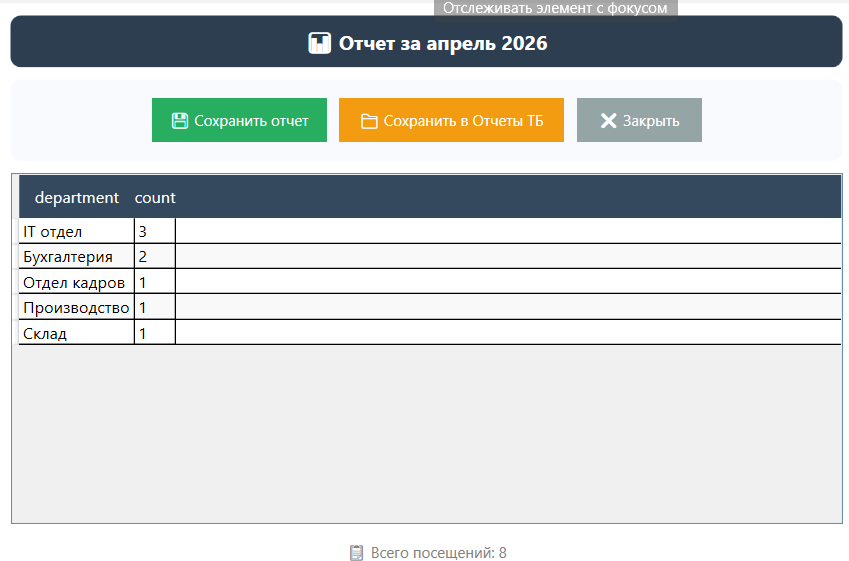 Отслеживать элемент с фокусом
Отчет за апрель 2026
Сохранить отчет Сохранить в Отчеты ТБ Закрыть
department count
IT отдел 3
Бухгалтерия 2
Отдел кадров 1
Производство 1
Склад 1
Всего посещений: 8